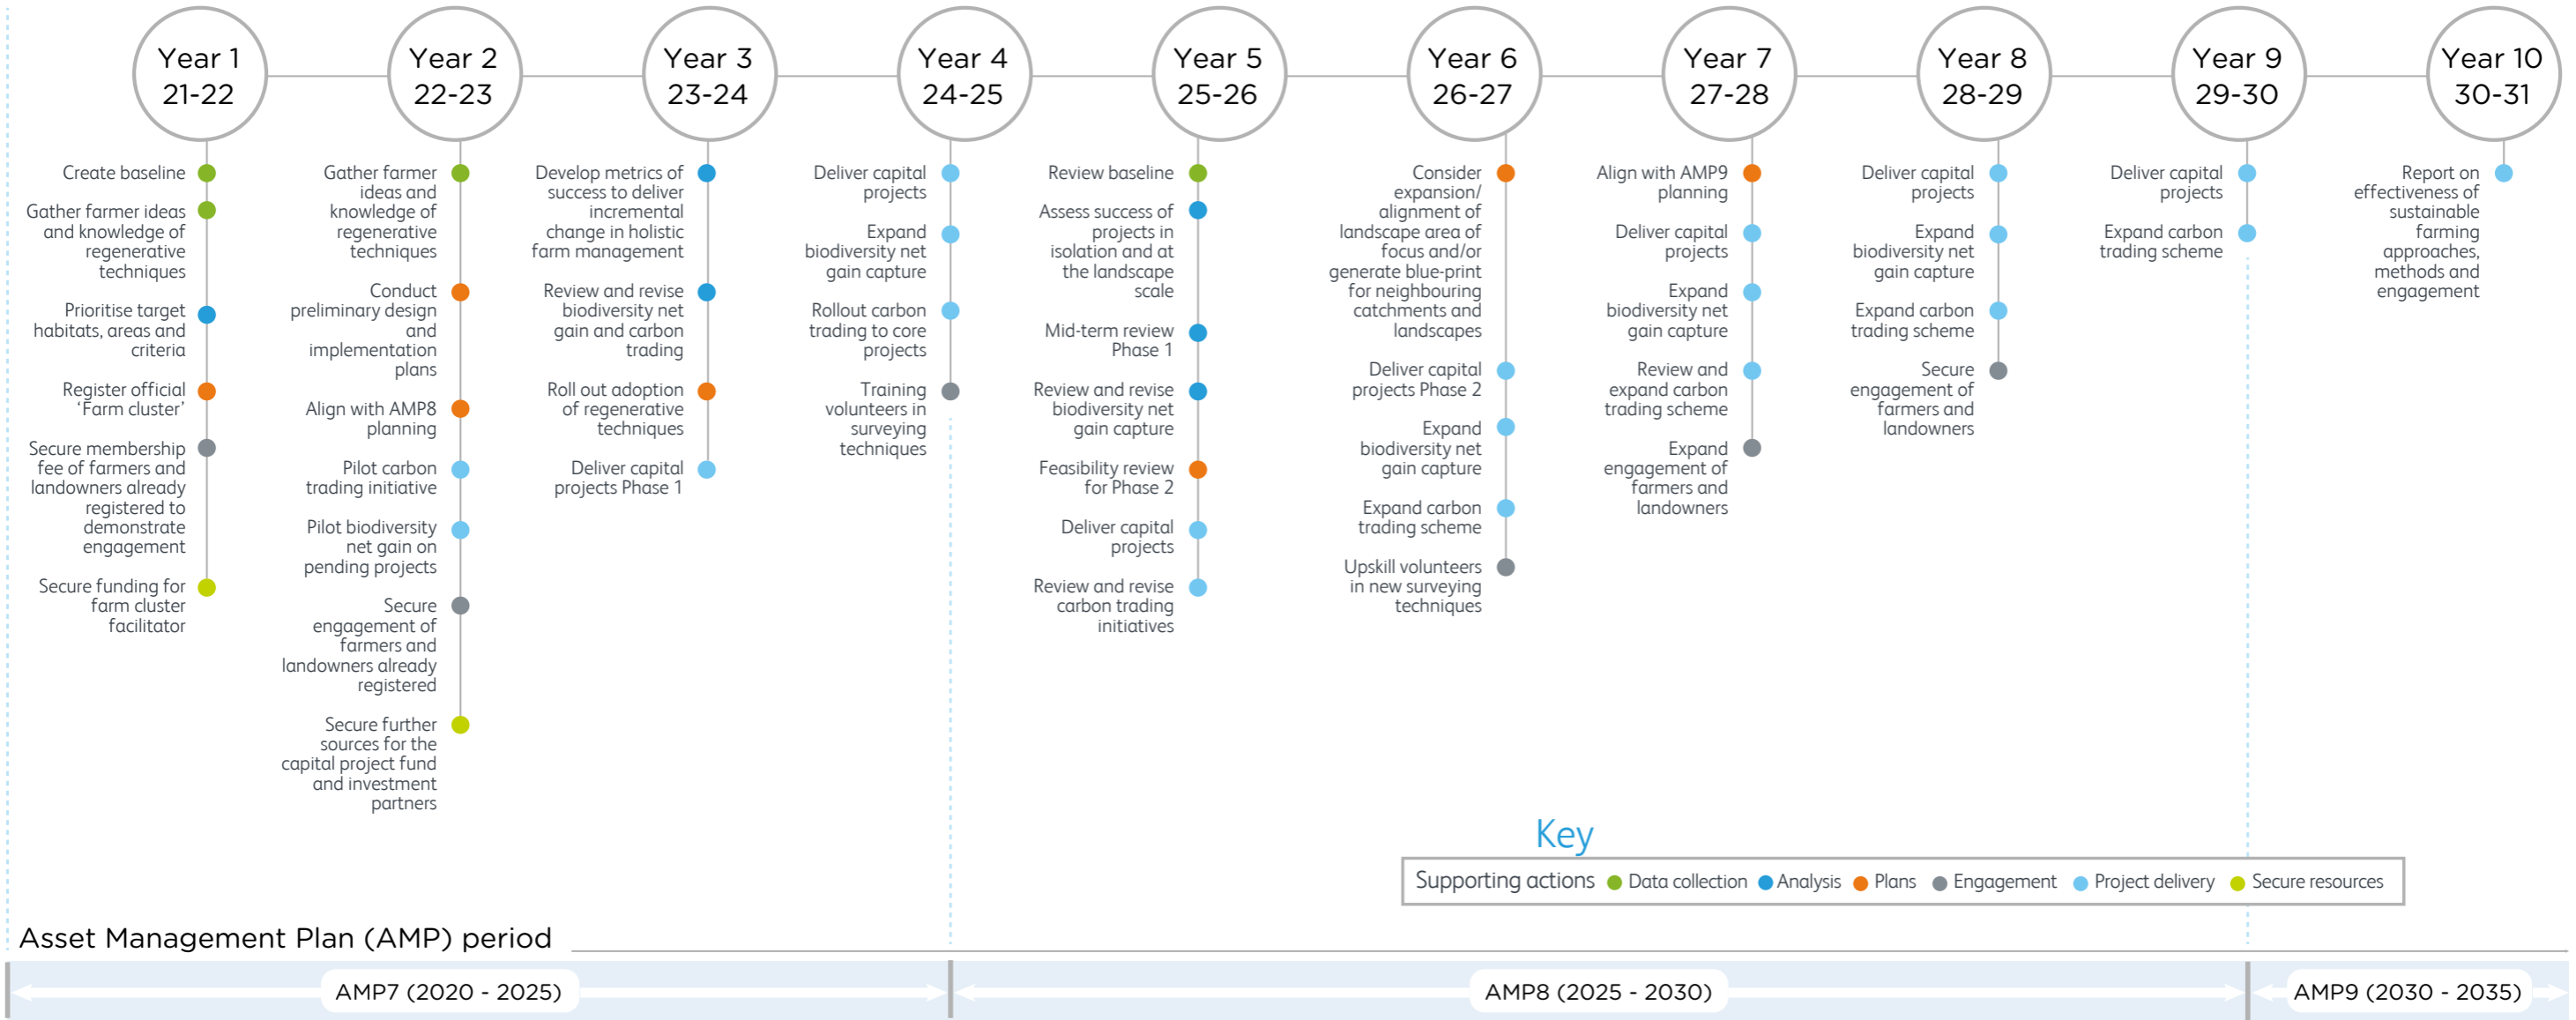 Year 1
21-22
Year 2
22-23
Year 3
23-24
Year 4
24-25
Year 5
25-26
Year 6
26-27
Year 7
27-28
Year 8
28-29
Year 9
29-30
Year 10
30-31
Create baseline
Gather farmer ideas
and knowledge of
regenerative
techniques
Prioritise target
habitats, areas and
criteria
Register official
‘Farm cluster’
Secure membership
fee of farmers and
landowners already
registered to
demonstrate
engagement
Secure funding for
farm cluster
facilitator
Gather farmer
ideas and
knowledge of
regenerative
techniques
Conduct
preliminary design
and
implementation
plans
Align with AMP8
planning
Pilot carbon
trading initiative
Pilot biodiversity
net gain on
pending projects
Secure
engagement of
farmers and
landowners already
registered
Secure further
sources for the
capital project fund
and investment
partners
Develop metrics of
success to deliver
incremental
change in holistic
farm management
Review and revise
biodiversity net
gain and carbon
trading
Roll out adoption
of regenerative
techniques
Deliver capital
projects Phase 1
Deliver capital
projects
Expand
biodiversity net
gain capture
Rollout carbon
trading to core
projects
Training
volunteers in
surveying
techniques
Review baseline
Assess success of
projects in
isolation and at
the landscape
scale
Mid-term review
Phase 1
Review and revise
biodiversity net
gain capture
Feasibility review
for Phase 2
Deliver capital
projects
Review and revise
carbon trading
initiatives
Consider
expansion/
alignment of
landscape area of
focus and/or
generate blue-print
for neighbouring
catchments and
landscapes
Deliver capital
projects Phase 2
Expand
biodiversity net
gain capture
Expand carbon
trading scheme
Upskill volunteers
in new surveying
techniques
Align with AMP9
planning
Deliver capital
projects
Expand
biodiversity net
gain capture
Review and
expand carbon
trading scheme
Expand
engagement of
farmers and
landowners
Deliver capital
projects
Expand
biodiversity net
gain capture
Expand carbon
trading scheme
Secure
engagement of
farmers and
landowners
Deliver capital
projects
Expand carbon
trading scheme
Report on
effectiveness of
sustainable
farming
approaches,
methods and
engagement
Key
Supporting actions Data collection Analysis Plans Engagement Project delivery Secure resources
Asset Management Plan (AMP) period
AMP7 (2020 - 2025)
AMP8 (2025 - 2030)
AMP9 (2030 - 2035)